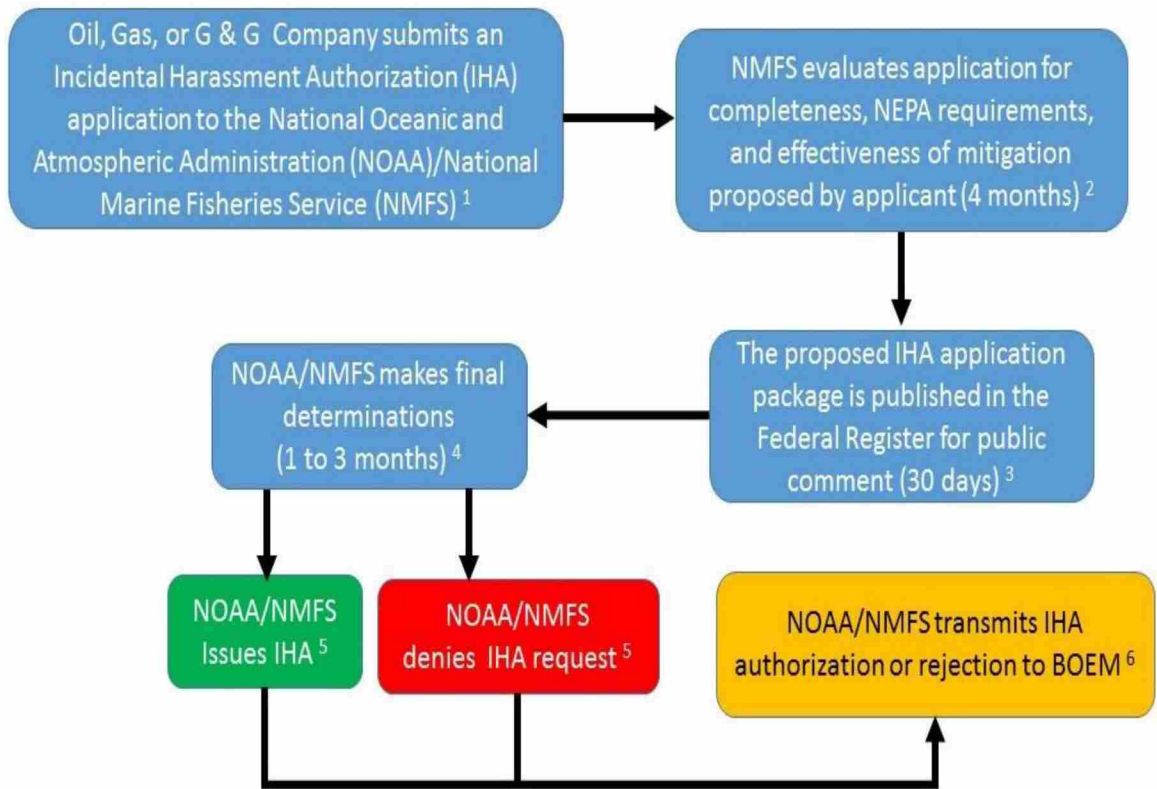 Oil, Gas, or G & G Company submits an
Incidental Harassment Authorization (IHA)
application to the National Oceanic and
Atmospheric Administration (NOAA)/National
Marine Fisheries Service (NMFS) 1
NMFS evaluates application for
completeness, NEPA requirements,
and effectiveness of mitigation
proposed by applicant (4 months) 2
The proposed IHA application
package is published in the
Federal Register for public
comment (30 days) 3
NOAA/NMFS makes final
determinations
(1 to 3 months) 4
NOAA/NMFS
Issues IHA 5
NOAA/NMFS
denies IHA request 5
NOAA/NMFS transmits IHA
authorization or rejection to BOEM 6